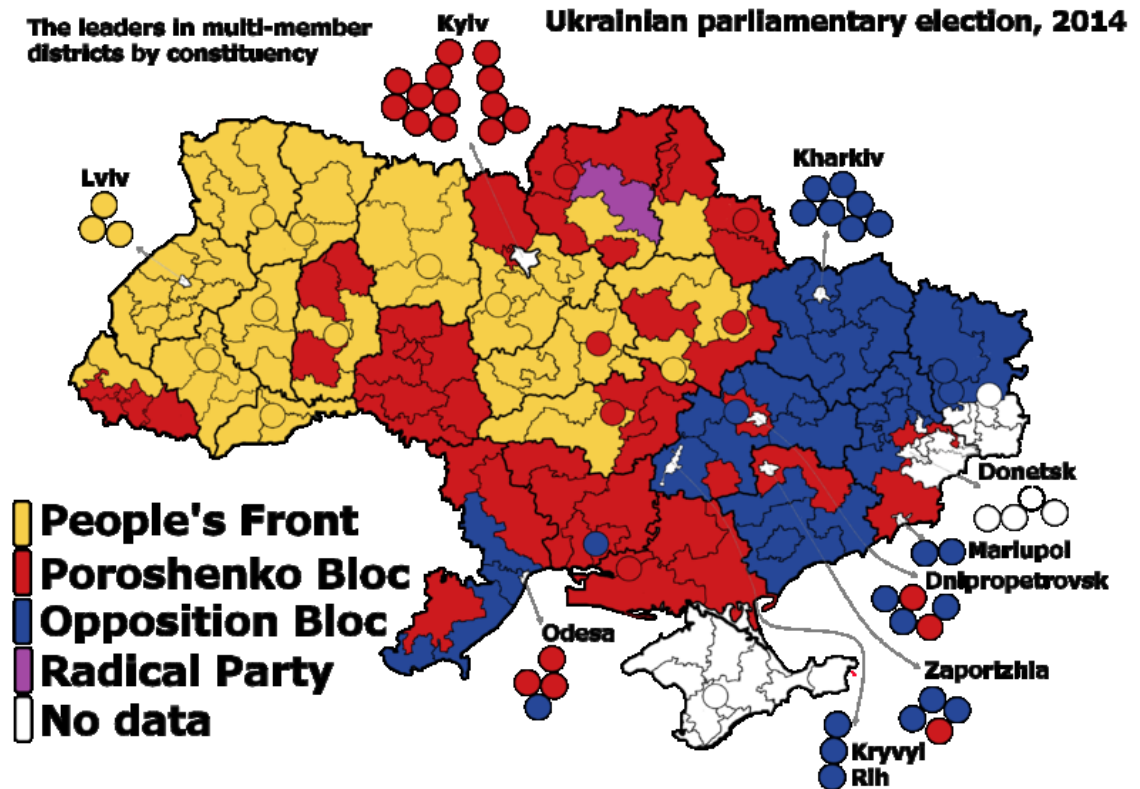 The leaders in multi-member
districts by constituency
Kyiv
Ukrainian parliamentary election, 2014
Lviv
Kharkiv
Donetsk
Mariupol
Dnipropetrovsk
Odesa
Zaporizhia
Kryvyi
Rih
People's Front
Poroshenko Bloc
Opposition Bloc
Radical Party
No data